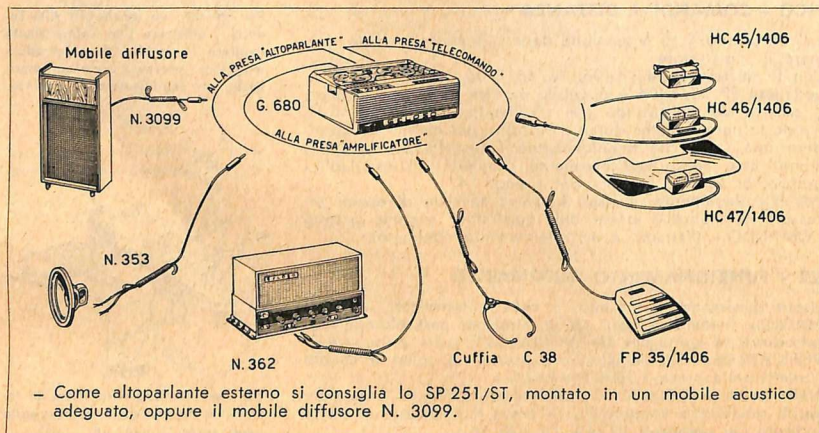 Mobile diffusore
N. 3099
ALLA PRESA "ALTOPARLANTE"
ALLA PRESA "TELECOMANDO"
G. 680
GELOSO
ALLA PRESA "AMPLIFICATORE"
HC 45/1406
HC 46/1406
HC 47/1406
N. 353
N. 362
Cuffia C 38
FP 35/1406
– Come altoparlante esterno si consiglia lo SP 251/ST, montato in un mobile acustico
adeguato, oppure il mobile diffusore N. 3099.